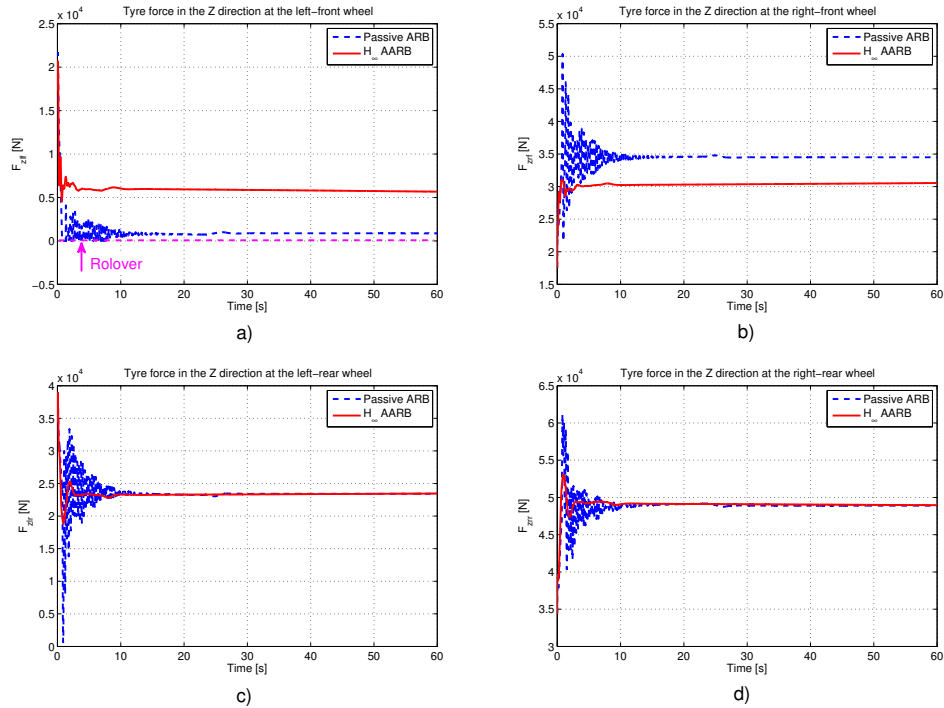 Tyre force in the Z direction at the left−front wheel
x 10^4
Passive ARB
H∞ AARB
2.5
2
1.5
1
0.5
0
−0.5
F_zlf [N]
Rolover
0 10 20 30 40 50 60
Time [s]
a)
Tyre force in the Z direction at the right−front wheel
x 10^4
Passive ARB
H∞ AARB
5.5
5
4.5
4
3.5
3
2.5
2
1.5
F_zrf [N]
0 10 20 30 40 50 60
Time [s]
b)
Tyre force in the Z direction at the left−rear wheel
x 10^4
Passive ARB
H∞ AARB
4
3.5
3
2.5
2
1.5
1
0.5
0
F_zlr [N]
0 10 20 30 40 50 60
Time [s]
c)
Tyre force in the Z direction at the right−rear wheel
x 10^4
Passive ARB
H∞ AARB
6.5
6
5.5
5
4.5
4
3.5
3
F_zrr [N]
0 10 20 30 40 50 60
Time [s]
d)